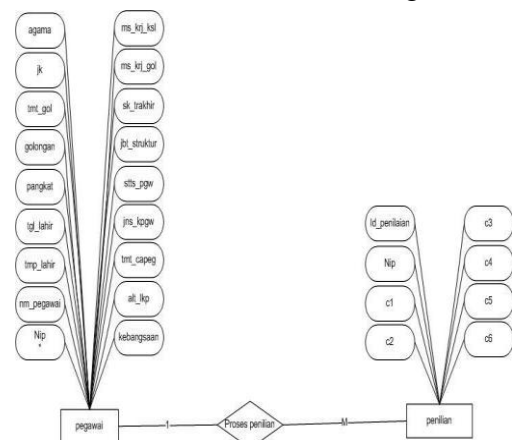 agama
ms_krj_ksl
jk
ms_krj_gol
tmt_gol
sk_trakhir
golongan
jbt_struktur
pangkat
stts_pgw
tgl_lahir
jns_kpgw
tmp_lahir
tmt_capeg
nm_pegawai
alt_lkp
Nip
*
kebangsaan
Id_penilaian
c3
Nip
c4
c1
c5
c2
c6
pegawai
1
Proses penilian
M
penilian